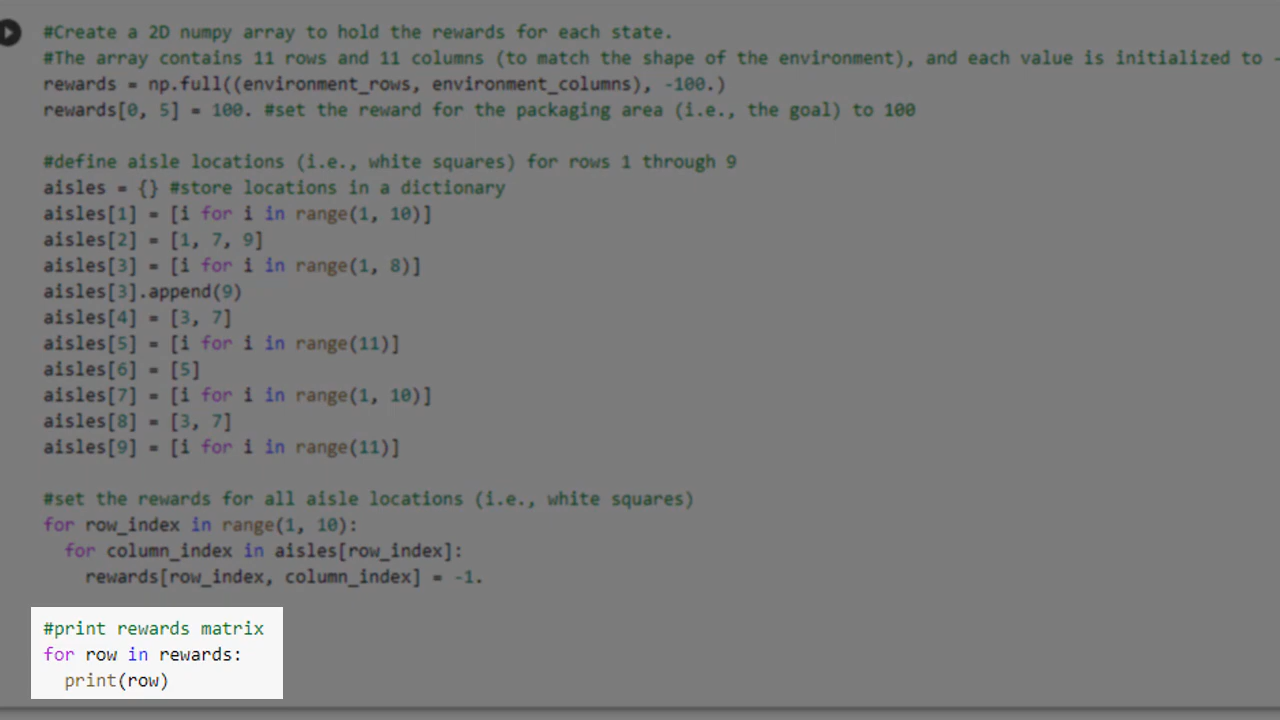 #Create a 2D numpy array to hold the rewards for each state.
#The array contains 11 rows and 11 columns (to match the shape of the environment), and each value is initialized to -
rewards = np.full((environment_rows, environment_columns), -100.)
rewards[0, 5] = 100. #set the reward for the packaging area (i.e., the goal) to 100
#define aisle locations (i.e., white squares) for rows 1 through 9
aisles = {} #store locations in a dictionary
aisles[1] = [i for i in range(1, 10)]
aisles[2] = [1, 7, 9]
aisles[3] = [i for i in range(1, 8)]
aisles[3].append(9)
aisles[4] = [3, 7]
aisles[5] = [i for i in range(11)]
aisles[6] = [5]
aisles[7] = [i for i in range(1, 10)]
aisles[8] = [3, 7]
aisles[9] = [i for i in range(11)]
#set the rewards for all aisle locations (i.e., white squares)
for row_index in range(1, 10):
  for column_index in aisles[row_index]:
    rewards[row_index, column_index] = -1.
#print rewards matrix
for row in rewards:
  print(row)